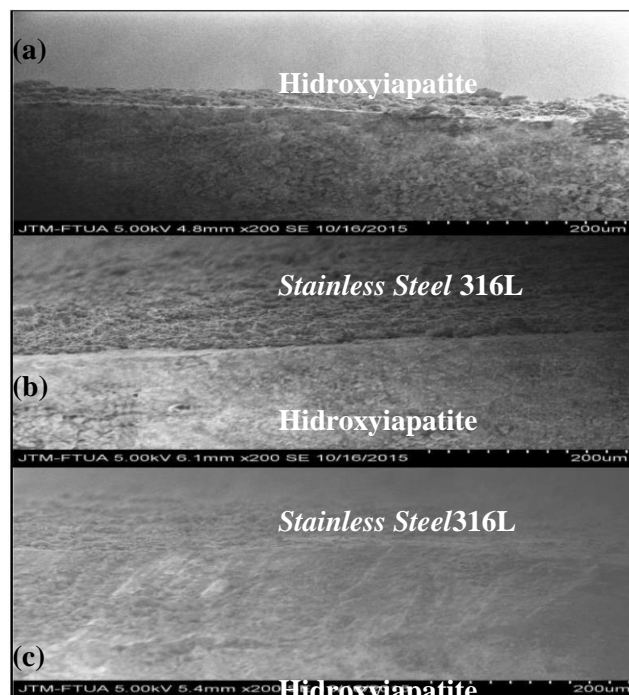 (a)
Hidroxyiapatite
JTM-FTUA 5.00kV 4.8mm x200 SE 10/16/2015 200um
Stainless Steel 316L
(b)
Hidroxyiapatite
JTM-FTUA 5.00kV 6.1mm x200 SE 10/16/2015 200um
Stainless Steel316L
(c)
Hidroxyiapatite
JTM-FTUA 5.00kV 5.4mm x200 200um